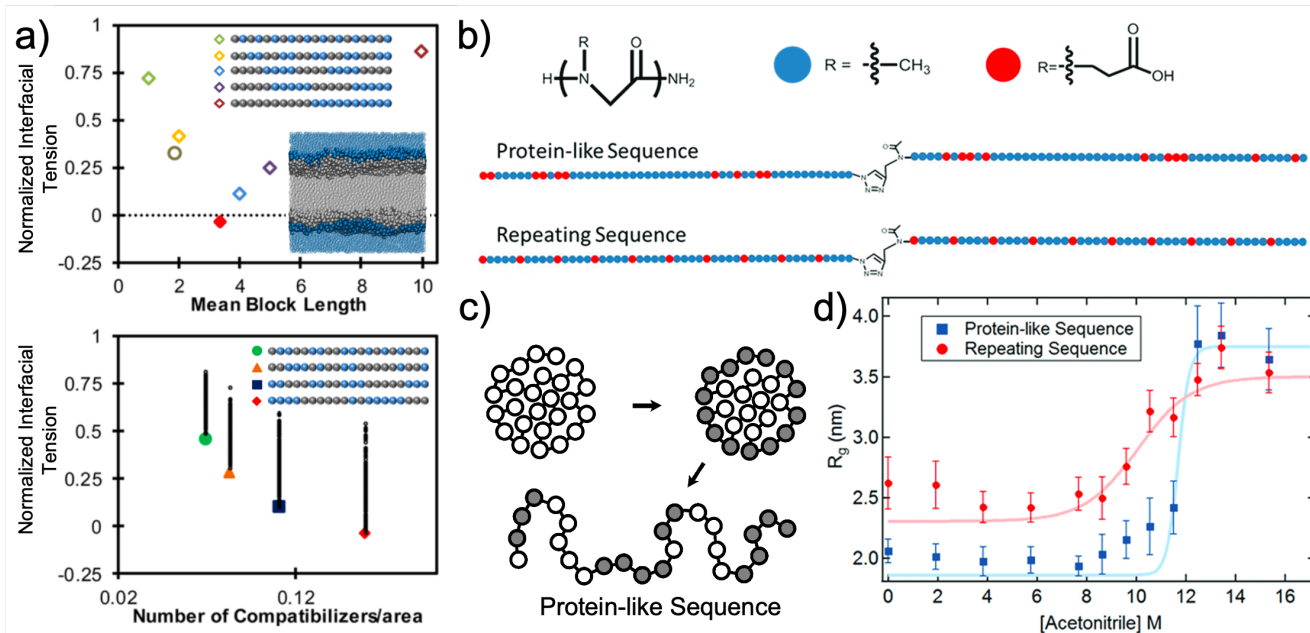 a)
1
0.75
0.5
0.25
0
-0.25
Normalized Interfacial
Tension
0 2 4 6 8 10
Mean Block Length
1
0.75
0.5
0.25
0
-0.25
Normalized Interfacial
Tension
0.02 0.12
Number of Compatibilizers/area
b)
R
O
H N NH₂
R = CH₃
R= O
OH
Protein-like Sequence
O
N
N=N
N
Repeating Sequence
O
N
N=N
N
c)
Protein-like Sequence
d)
4.0
3.5
3.0
2.5
2.0
Rg (nm)
Protein-like Sequence
Repeating Sequence
0 2 4 6 8 10 12 14 16
[Acetonitrile] M